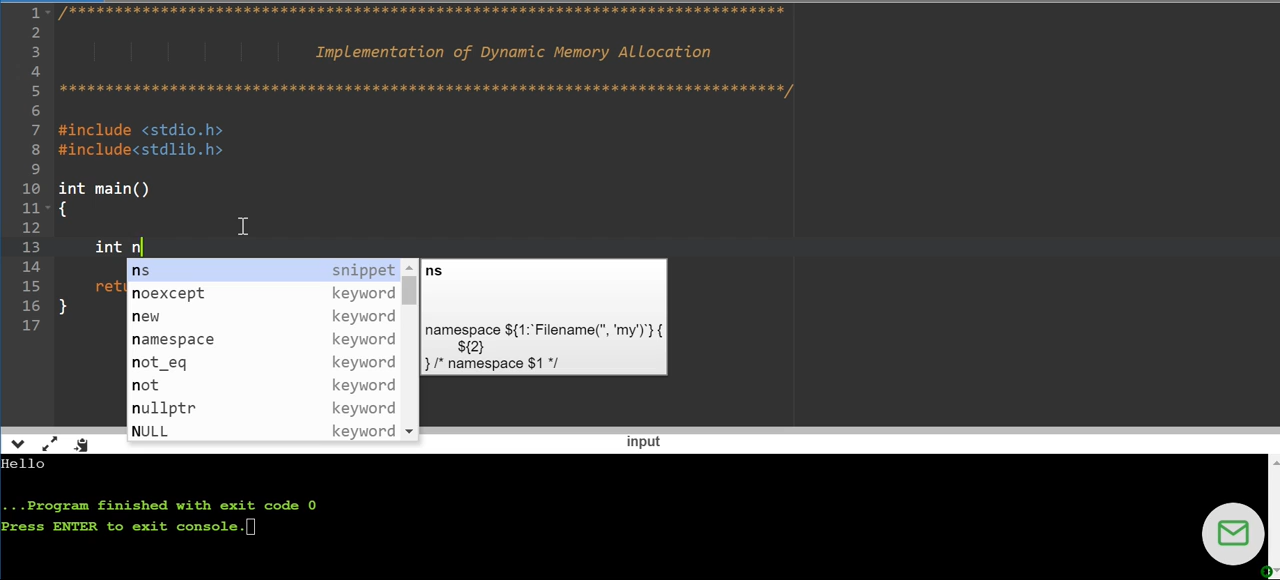 1 /******************************************************************************
2
3 Implementation of Dynamic Memory Allocation
4
5 *******************************************************************************/
6
7 #include <stdio.h>
8 #include<stdlib.h>
9
10 int main()
11 {
12
13 int n
14
15 retu
16 }
17
ns snippet
noexcept keyword
new keyword
namespace keyword
not_eq keyword
not keyword
nullptr keyword
NULL keyword
ns
namespace ${1:`Filename('', 'my')`} {
${2}
} /* namespace $1 */
input
Hello
...Program finished with exit code 0
Press ENTER to exit console.